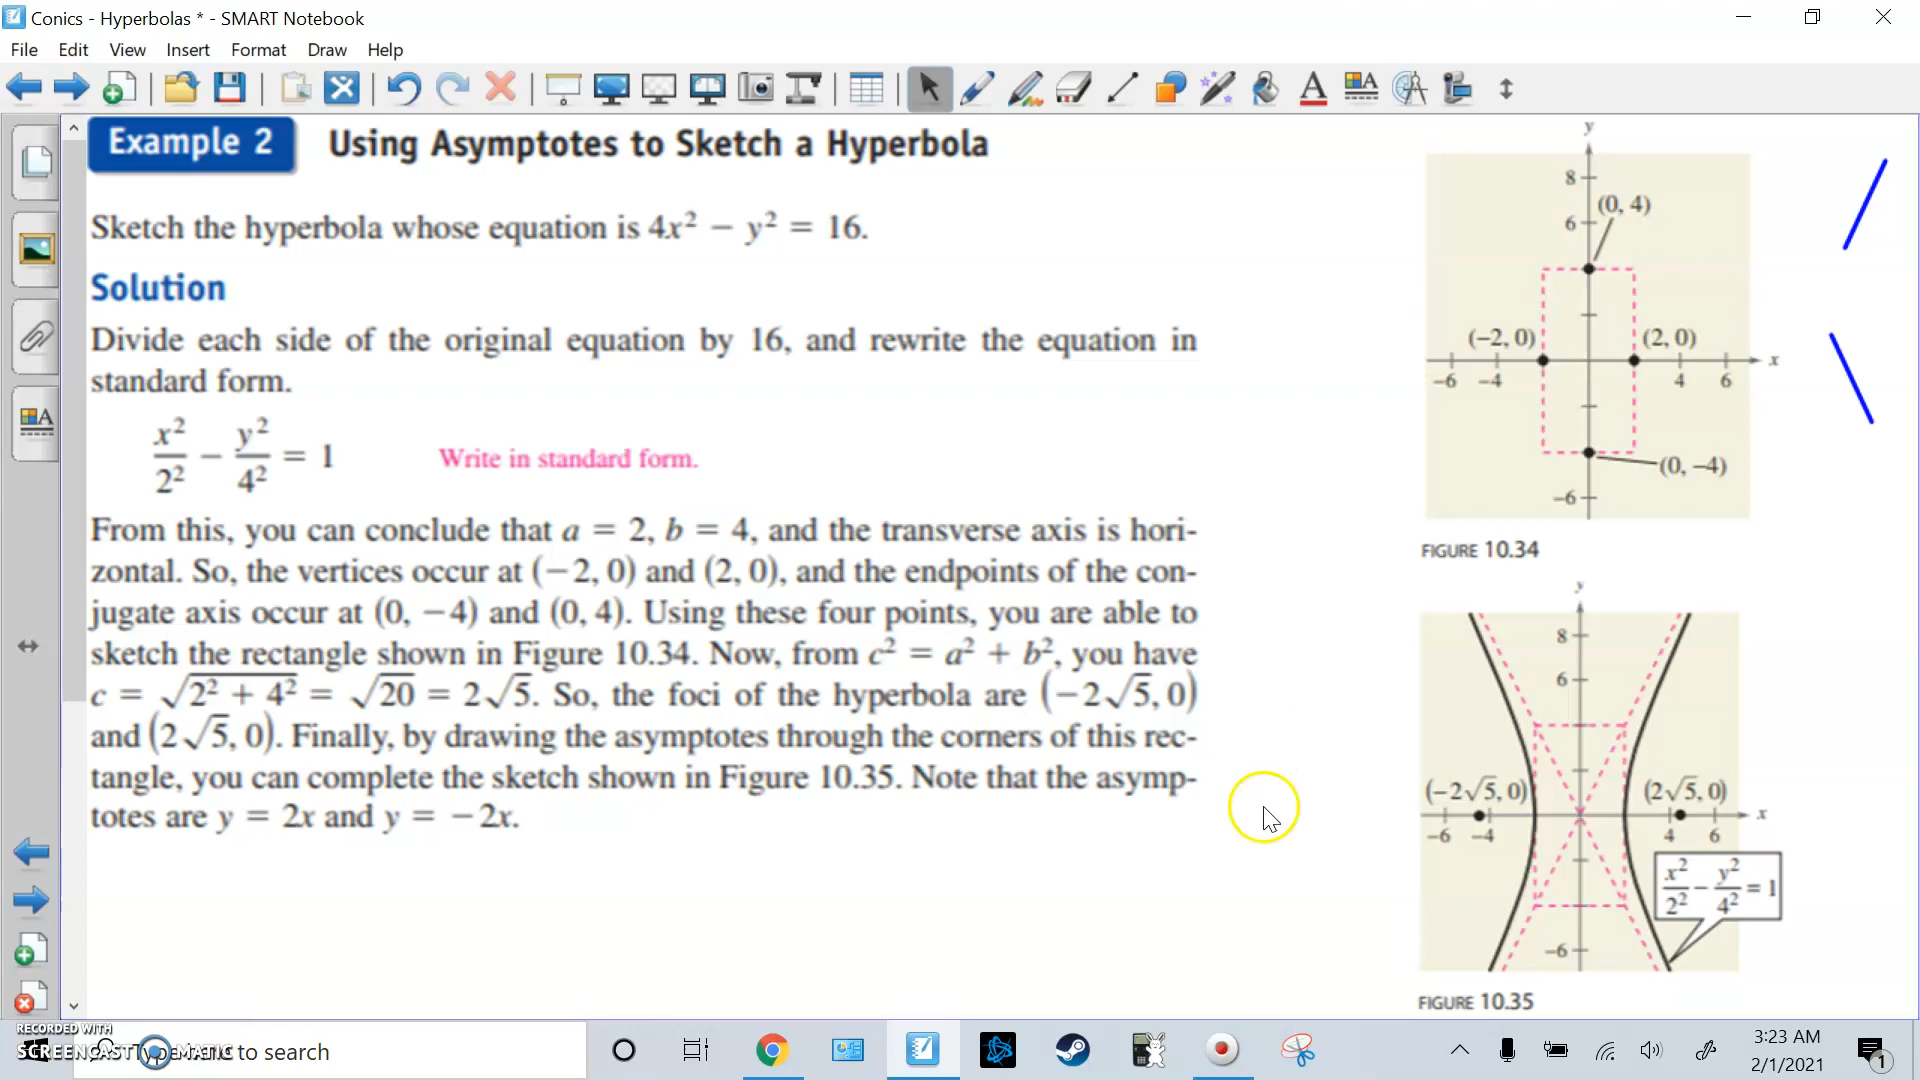 Conics - Hyperbolas * - SMART Notebook
File Edit View Insert Format Draw Help
Example 2 Using Asymptotes to Sketch a Hyperbola
Sketch the hyperbola whose equation is 4x² − y² = 16.
Solution
Divide each side of the original equation by 16, and rewrite the equation in
standard form.
x²/2² − y²/4² = 1 Write in standard form.
From this, you can conclude that a = 2, b = 4, and the transverse axis is hori-
zontal. So, the vertices occur at (−2, 0) and (2, 0), and the endpoints of the con-
jugate axis occur at (0, −4) and (0, 4). Using these four points, you are able to
sketch the rectangle shown in Figure 10.34. Now, from c² = a² + b², you have
c = √(2² + 4²) = √20 = 2√5. So, the foci of the hyperbola are (−2√5, 0)
and (2√5, 0). Finally, by drawing the asymptotes through the corners of this rec-
tangle, you can complete the sketch shown in Figure 10.35. Note that the asymp-
totes are y = 2x and y = −2x.
y
8
(0, 4)
6
(−2, 0) (2, 0)
x
−6 −4 4 6
(0, −4)
−6
FIGURE 10.34
y
8
6
(−2√5, 0) (2√5, 0)
x
−6 −4 4 6
x²/2² − y²/4² = 1
−6
FIGURE 10.35
RECORDED WITH
SCREENCAST MATIC
Type to search
3:23 AM
2/1/2021
1